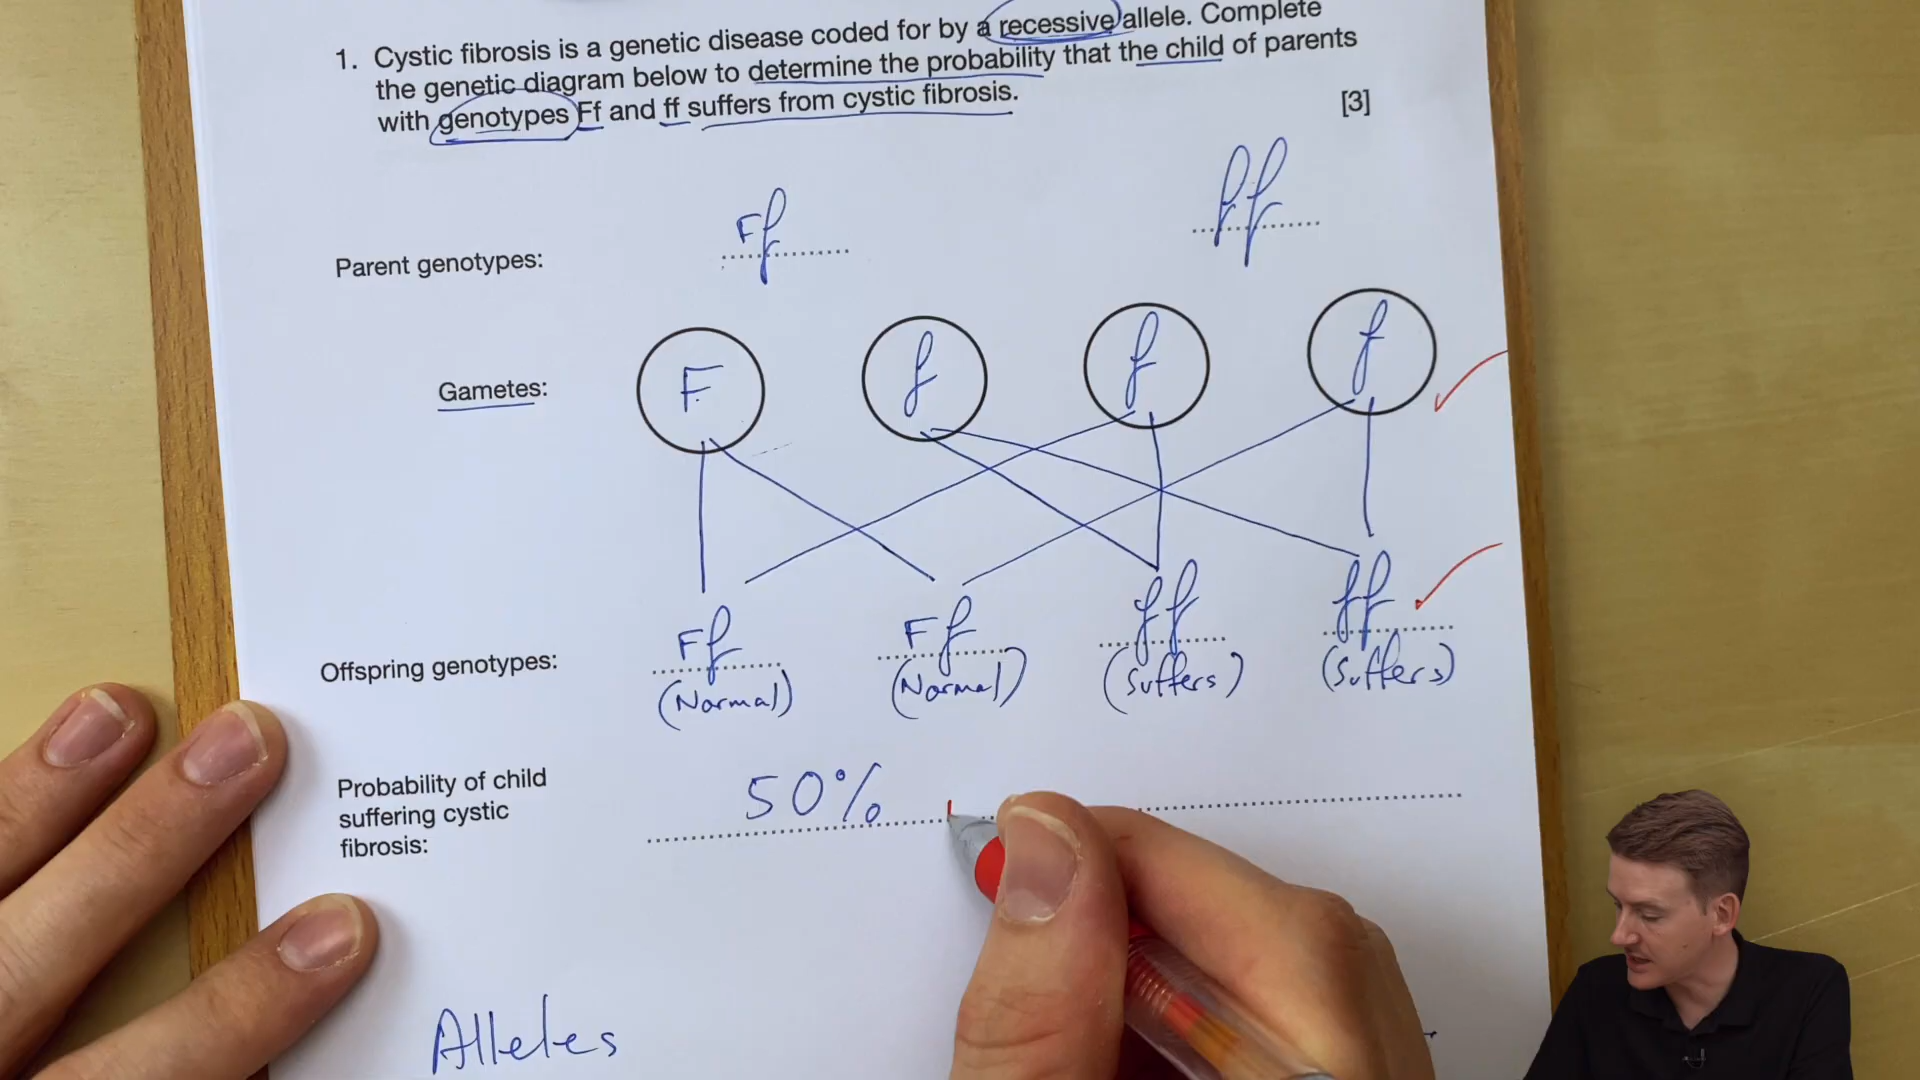 1. Cystic fibrosis is a genetic disease coded for by a recessive allele. Complete
the genetic diagram below to determine the probability that the child of parents
with genotypes Ff and ff suffers from cystic fibrosis.
[3]
Parent genotypes: Ff ff
Gametes: F f f f
Offspring genotypes: Ff Ff ff ff
(Normal) (Normal) (Suffers) (Suffers)
Probability of child
suffering cystic
fibrosis:
50%
Alleles